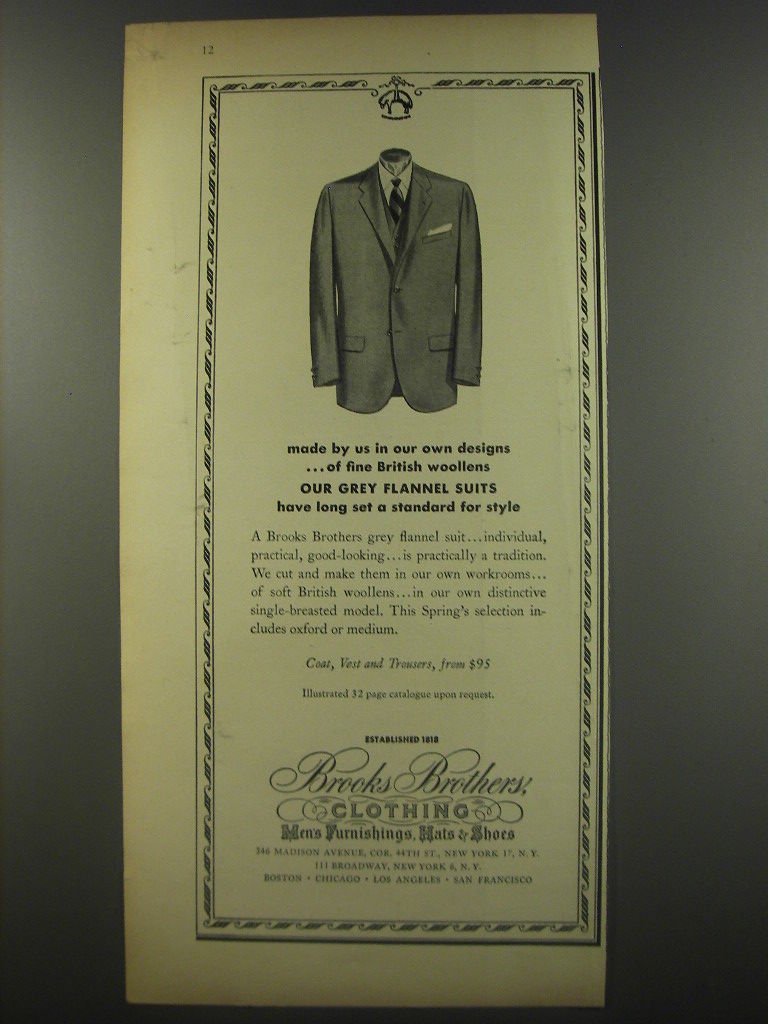 12
made by us in our own designs
...of fine British woollens
OUR GREY FLANNEL SUITS
have long set a standard for style
A Brooks Brothers grey flannel suit...individual,
practical, good-looking...is practically a tradition.
We cut and make them in our own workrooms...
of soft British woollens...in our own distinctive
single-breasted model. This Spring's selection in-
cludes oxford or medium.
Coat, Vest and Trousers, from $95
Illustrated 32 page catalogue upon request.
ESTABLISHED 1818
Brooks Brothers,
CLOTHING
Men's Furnishings, Hats & Shoes
346 MADISON AVENUE, COR. 44TH ST., NEW YORK 17, N. Y.
111 BROADWAY, NEW YORK 6, N. Y.
BOSTON • CHICAGO • LOS ANGELES • SAN FRANCISCO